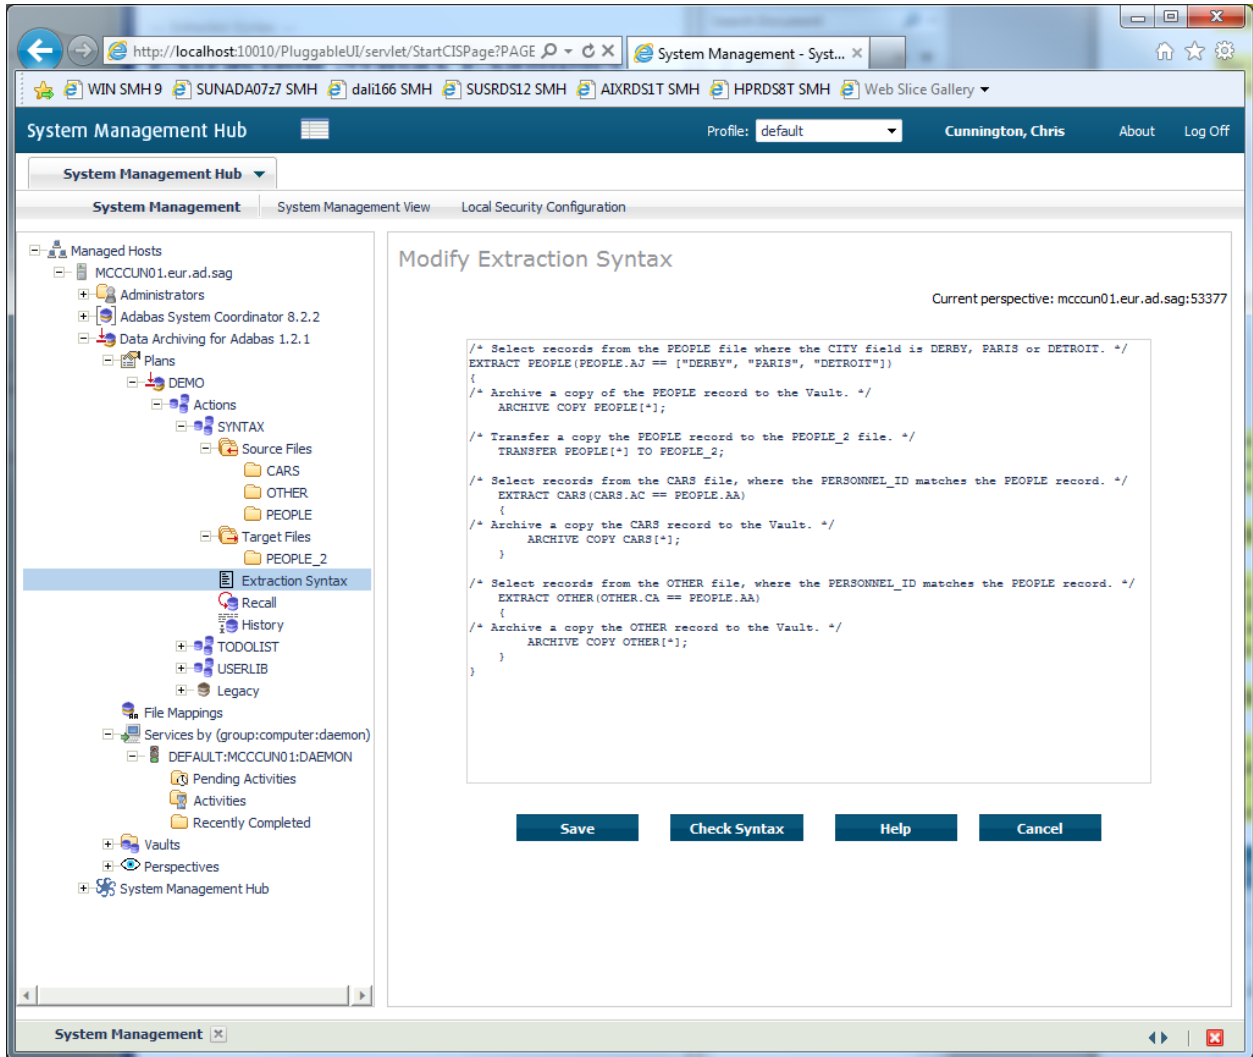 http://localhost:10010/PluggableUI/servlet/StartCISPage?PAGE
System Management - Syst...
WIN SMH 9 SUNADA07z7 SMH dali166 SMH SUSRDS12 SMH AIXRDS1T SMH HPRDS8T SMH Web Slice Gallery
System Management Hub Profile: default Cunnington, Chris About Log Off
System Management Hub
System Management System Management View Local Security Configuration
Managed Hosts
MCCCUN01.eur.ad.sag
Administrators
Adabas System Coordinator 8.2.2
Data Archiving for Adabas 1.2.1
Plans
DEMO
Actions
SYNTAX
Source Files
CARS
OTHER
PEOPLE
Target Files
PEOPLE_2
Extraction Syntax
Recall
History
TODOLIST
USERLIB
Legacy
File Mappings
Services by (group:computer:daemon)
DEFAULT:MCCCUN01:DAEMON
Pending Activities
Activities
Recently Completed
Vaults
Perspectives
System Management Hub
Modify Extraction Syntax
Current perspective: mcccun01.eur.ad.sag:53377
/* Select records from the PEOPLE file where the CITY field is DERBY, PARIS or DETROIT. */
EXTRACT PEOPLE(PEOPLE.AJ == ["DERBY", "PARIS", "DETROIT"])
{
/* Archive a copy of the PEOPLE record to the Vault. */
ARCHIVE COPY PEOPLE[*];
/* Transfer a copy the PEOPLE record to the PEOPLE_2 file. */
TRANSFER PEOPLE[*] TO PEOPLE_2;
/* Select records from the CARS file, where the PERSONNEL_ID matches the PEOPLE record. */
EXTRACT CARS(CARS.AC == PEOPLE.AA)
{
/* Archive a copy the CARS record to the Vault. */
ARCHIVE COPY CARS[*];
}
/* Select records from the OTHER file, where the PERSONNEL_ID matches the PEOPLE record. */
EXTRACT OTHER(OTHER.CA == PEOPLE.AA)
{
/* Archive a copy the OTHER record to the Vault. */
ARCHIVE COPY OTHER[*];
}
}
Save Check Syntax Help Cancel
System Management